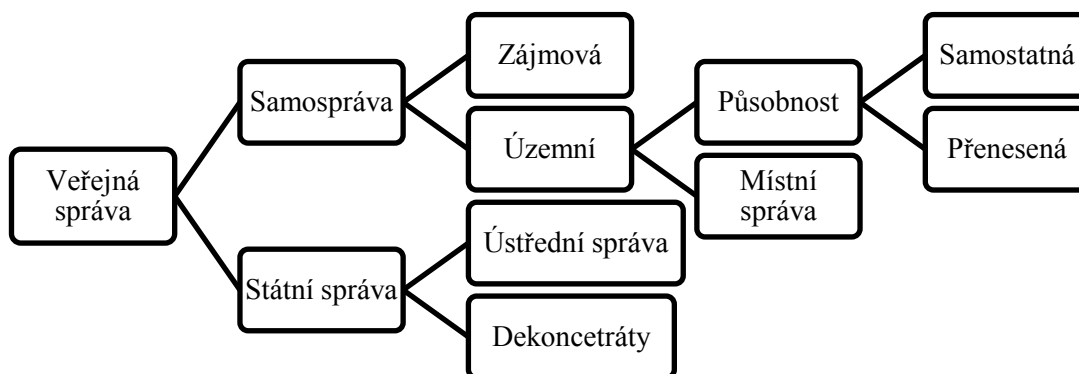 Veřejná
správa
Samospráva
Zájmová
Územní
Působnost
Samostatná
Přenesená
Místní
správa
Státní správa
Ústřední správa
Dekoncetráty